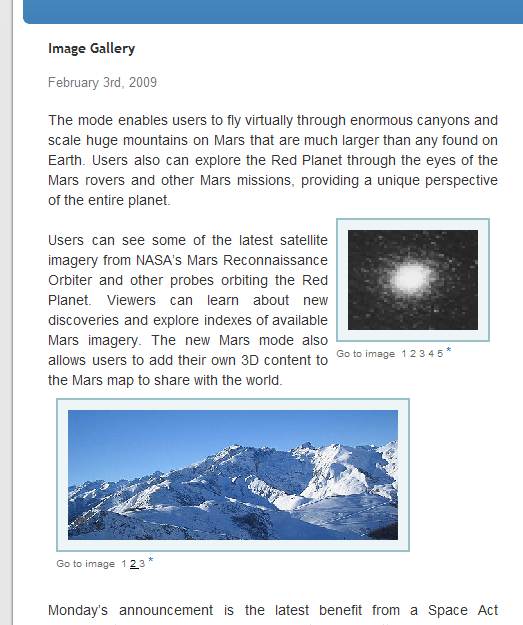 Image Gallery
February 3rd, 2009
The mode enables users to fly virtually through enormous canyons and
scale huge mountains on Mars that are much larger than any found on
Earth. Users also can explore the Red Planet through the eyes of the
Mars rovers and other Mars missions, providing a unique perspective
of the entire planet.
Users can see some of the latest satellite
imagery from NASA's Mars Reconnaissance
Orbiter and other probes orbiting the Red
Planet. Viewers can learn about new
discoveries and explore indexes of available
Mars imagery. The new Mars mode also
allows users to add their own 3D content to
the Mars map to share with the world.
Go to image 1 2 3 4 5 *
Go to image 1 2 3 *
Monday's announcement is the latest benefit from a Space Act